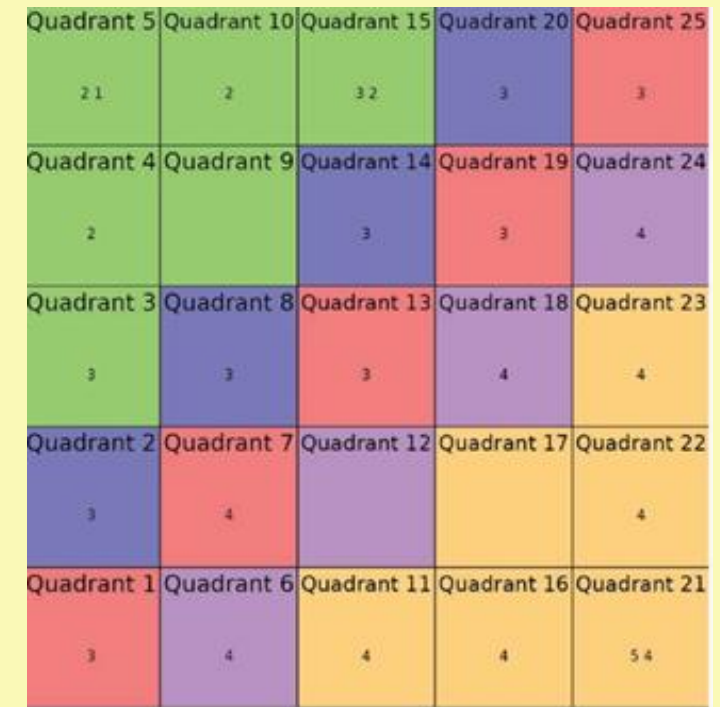 Quadrant 5 Quadrant 10 Quadrant 15 Quadrant 20 Quadrant 25
2 1 2 3 2 3 3
Quadrant 4 Quadrant 9 Quadrant 14 Quadrant 19 Quadrant 24
2 3 3 4
Quadrant 3 Quadrant 8 Quadrant 13 Quadrant 18 Quadrant 23
3 3 3 4 4
Quadrant 2 Quadrant 7 Quadrant 12 Quadrant 17 Quadrant 22
3 4 4
Quadrant 1 Quadrant 6 Quadrant 11 Quadrant 16 Quadrant 21
3 4 4 4 5 4